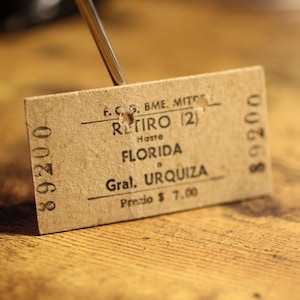 F.C.G. BME. MITRE
RETIRO (2)
Hasta
FLORIDA
o
Gral. URQUIZA
Precio $ 7.00
89200
89200